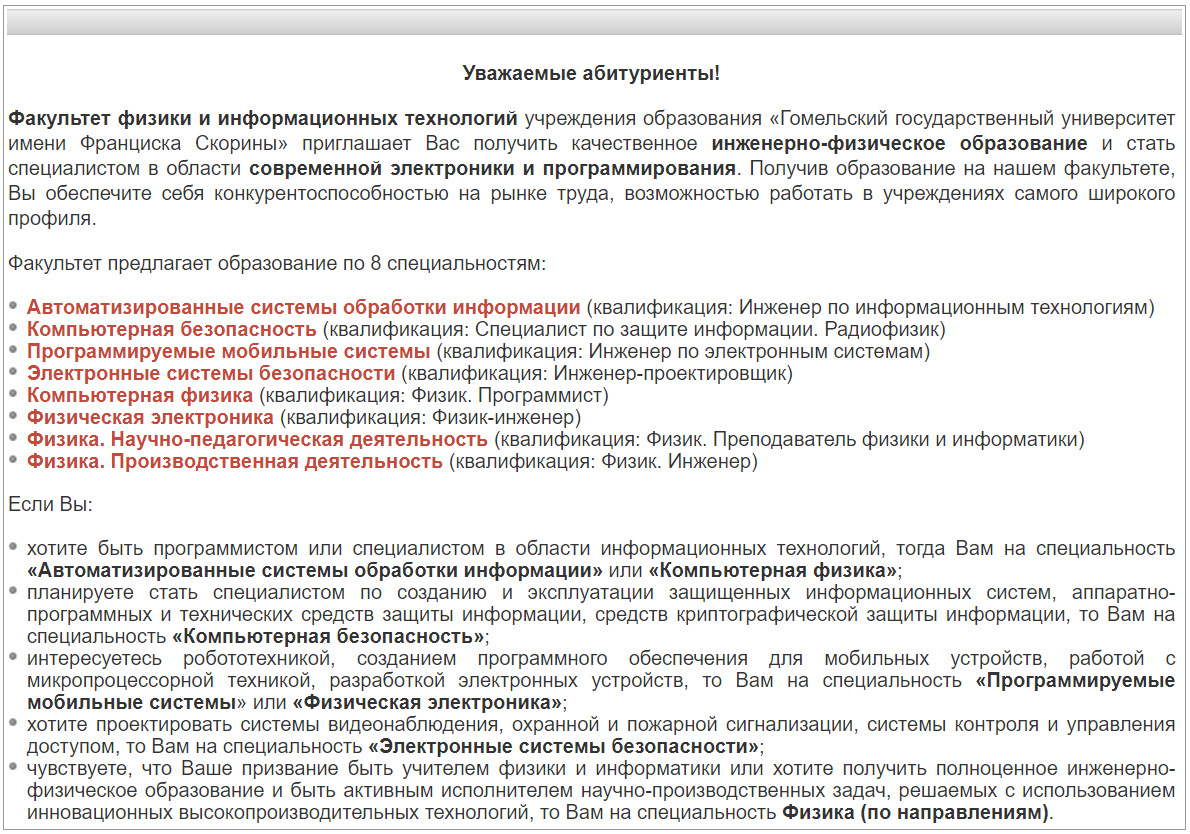 Уважаемые абитуриенты!
Факультет физики и информационных технологий учреждения образования «Гомельский государственный университет
имени Франциска Скорины» приглашает Вас получить качественное инженерно-физическое образование и стать
специалистом в области современной электроники и программирования. Получив образование на нашем факультете,
Вы обеспечите себя конкурентоспособностью на рынке труда, возможностью работать в учреждениях самого широкого
профиля.
Факультет предлагает образование по 8 специальностям:
Автоматизированные системы обработки информации (квалификация: Инженер по информационным технологиям)
Компьютерная безопасность (квалификация: Специалист по защите информации. Радиофизик)
Программируемые мобильные системы (квалификация: Инженер по электронным системам)
Электронные системы безопасности (квалификация: Инженер-проектировщик)
Компьютерная физика (квалификация: Физик. Программист)
Физическая электроника (квалификация: Физик-инженер)
Физика. Научно-педагогическая деятельность (квалификация: Физик. Преподаватель физики и информатики)
Физика. Производственная деятельность (квалификация: Физик. Инженер)
Если Вы:
хотите быть программистом или специалистом в области информационных технологий, тогда Вам на специальность
«Автоматизированные системы обработки информации» или «Компьютерная физика»;
планируете стать специалистом по созданию и эксплуатации защищенных информационных систем, аппаратно-
программных и технических средств защиты информации, средств криптографической защиты информации, то Вам на
специальность «Компьютерная безопасность»;
интересуетесь робототехникой, созданием программного обеспечения для мобильных устройств, работой с
микропроцессорной техникой, разработкой электронных устройств, то Вам на специальность «Программируемые
мобильные системы» или «Физическая электроника»;
хотите проектировать системы видеонаблюдения, охранной и пожарной сигнализации, системы контроля и управления
доступом, то Вам на специальность «Электронные системы безопасности»;
чувствуете, что Ваше призвание быть учителем физики и информатики или хотите получить полноценное инженерно-
физическое образование и быть активным исполнителем научно-производственных задач, решаемых с использованием
инновационных высокопроизводительных технологий, то Вам на специальность Физика (по направлениям).